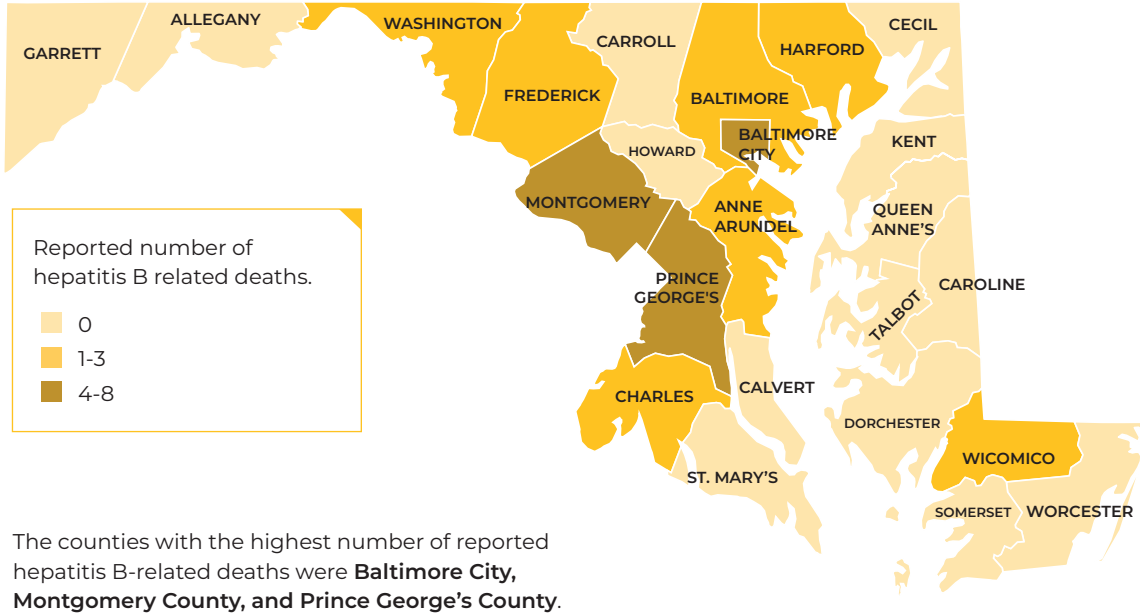 GARRETT
ALLEGANY
WASHINGTON
FREDERICK
CARROLL
BALTIMORE
HARFORD
CECIL
BALTIMORE
CITY
HOWARD
KENT
MONTGOMERY
ANNE
ARUNDEL
QUEEN
ANNE'S
PRINCE
GEORGE'S
CAROLINE
TALBOT
CHARLES
CALVERT
DORCHESTER
WICOMICO
ST. MARY'S
SOMERSET
WORCESTER
Reported number of
hepatitis B related deaths.
0
1-3
4-8
The counties with the highest number of reported
hepatitis B-related deaths were Baltimore City,
Montgomery County, and Prince George's County.